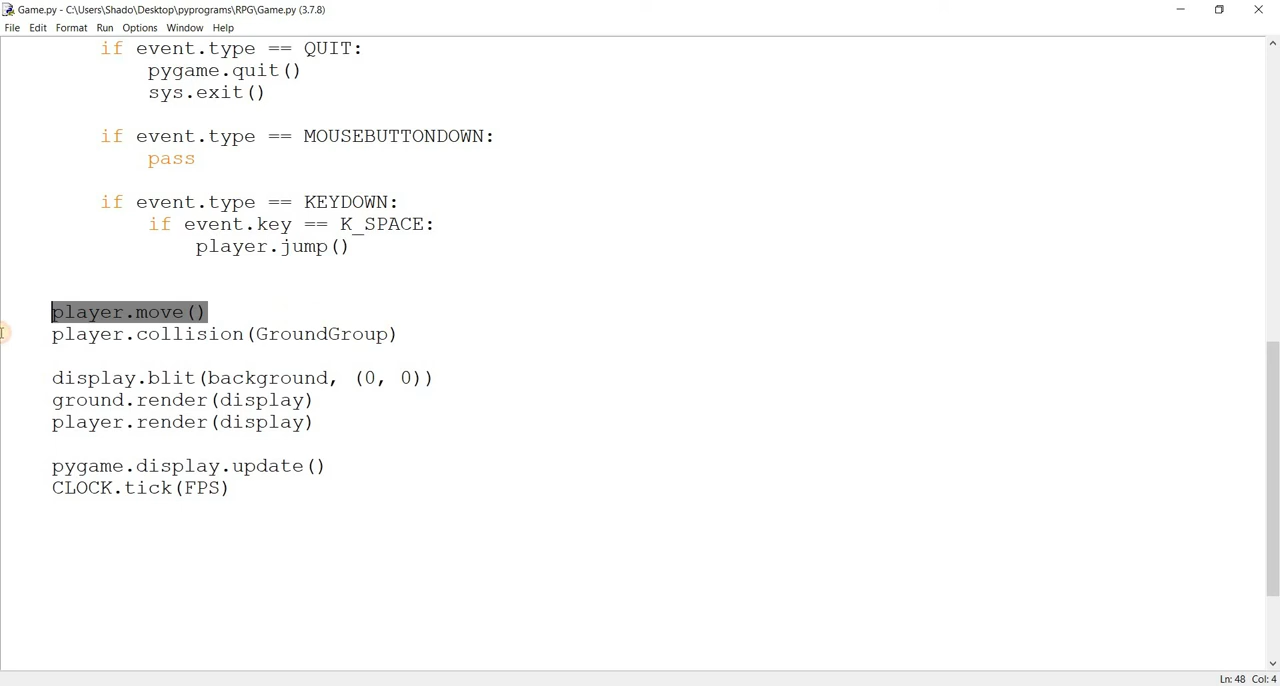 Game.py - C:\Users\Shado\Desktop\pyprograms\RPG\Game.py (3.7.8)
File Edit Format Run Options Window Help
if event.type == QUIT:
pygame.quit()
sys.exit()
if event.type == MOUSEBUTTONDOWN:
pass
if event.type == KEYDOWN:
if event.key == K_SPACE:
player.jump()
player.move()
player.collision(GroundGroup)
display.blit(background, (0, 0))
ground.render(display)
player.render(display)
pygame.display.update()
CLOCK.tick(FPS)
Ln: 48 Col: 4